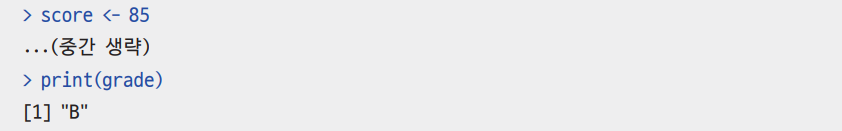 > score <- 85
...(중간 생략)
> print(grade)
[1] "B"